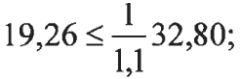 19,26 ≤ 1/1,1 32,80;